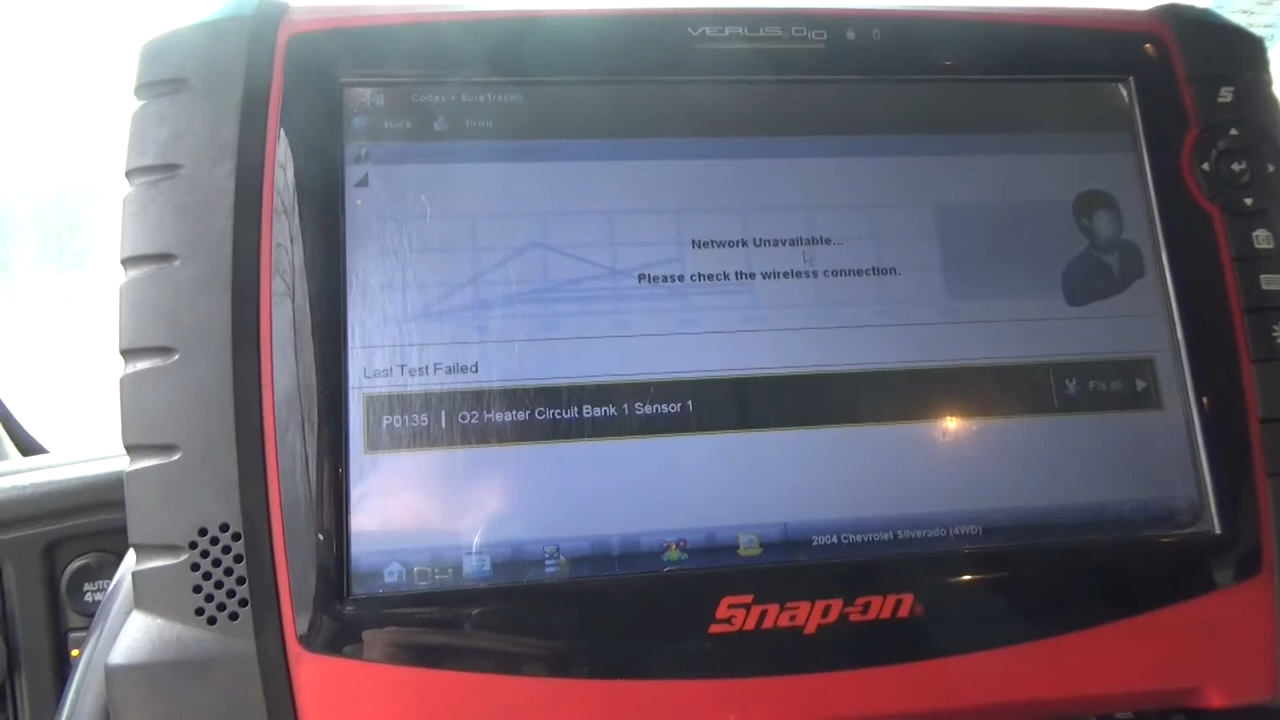 VERUS PRO
Codes + SureTrack®
Back Print
Network Unavailable...
Please check the wireless connection.
Last Test Failed
P0135 | O2 Heater Circuit Bank 1 Sensor 1
Fix it!
2004 Chevrolet Silverado (4WD)
Snap-on
S
AUTO